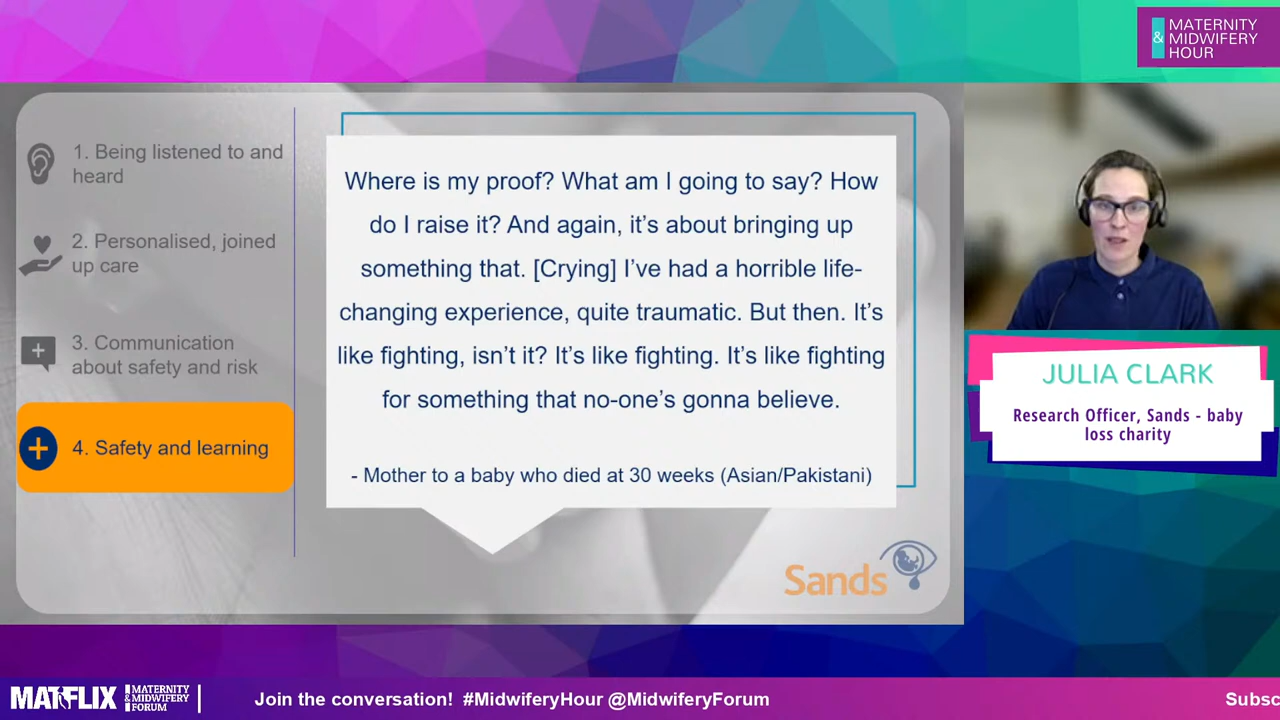 &
MATERNITY
MIDWIFERY
HOUR
1. Being listened to and
heard
2. Personalised, joined
up care
3. Communication
about safety and risk
4. Safety and learning
Where is my proof? What am I going to say? How
do I raise it? And again, it’s about bringing up
something that. [Crying] I’ve had a horrible life-
changing experience, quite traumatic. But then. It’s
like fighting, isn’t it? It’s like fighting. It’s like fighting
for something that no-one’s gonna believe.
- Mother to a baby who died at 30 weeks (Asian/Pakistani)
Sands
JULIA CLARK
Research Officer, Sands - baby
loss charity
MATFLIX
MATERNITY
& MIDWIFERY
FORUM
Join the conversation! #MidwiferyHour @MidwiferyForum
Subsc